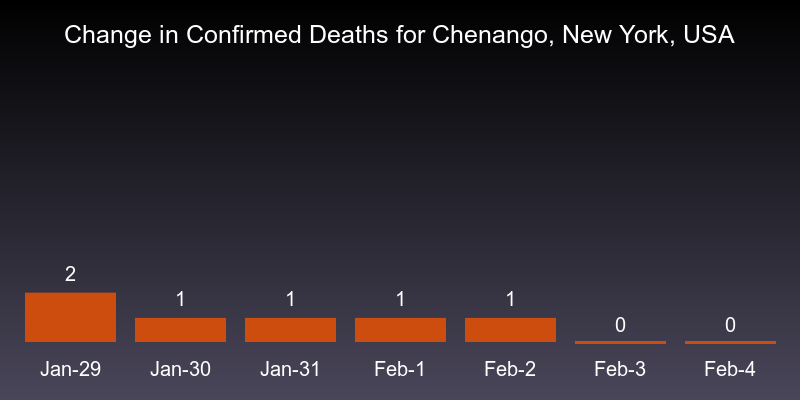 Change in Confirmed Deaths for Chenango, New York, USA
2
1
1
1
1
0
0
Jan-29
Jan-30
Jan-31
Feb-1
Feb-2
Feb-3
Feb-4